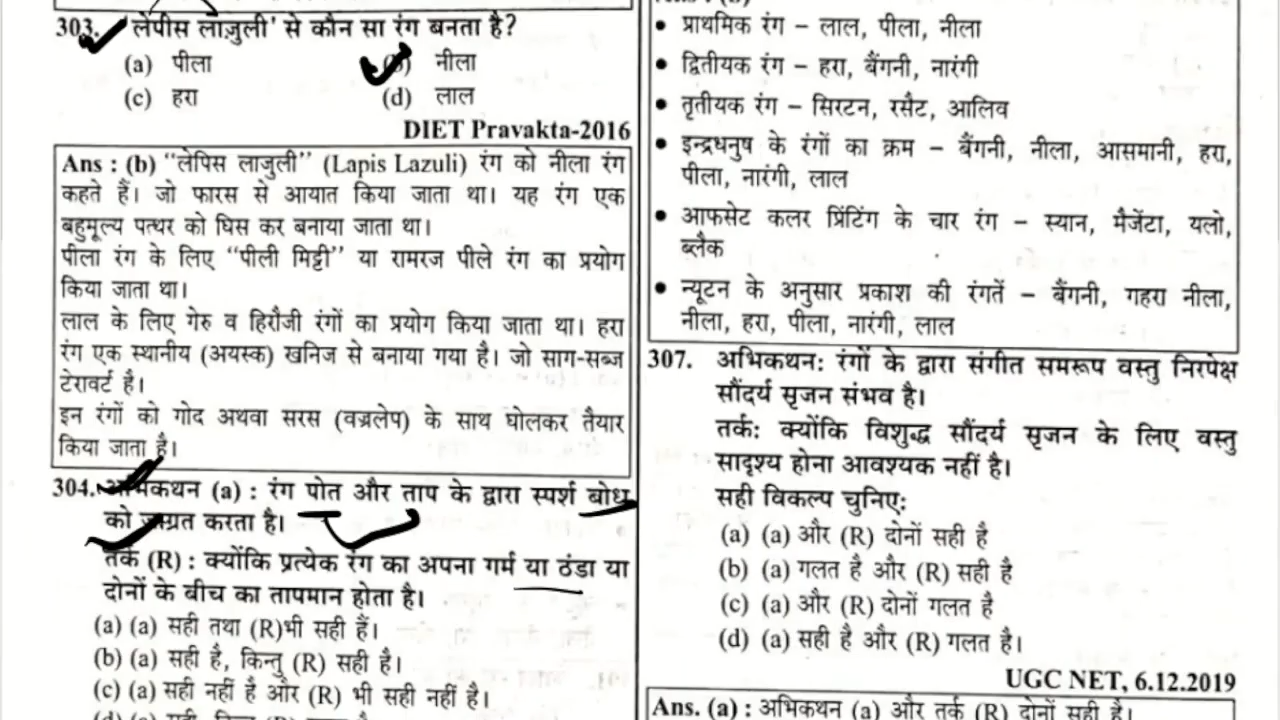 303. 'लेपीस लाजुली' से कौन सा रंग बनता है?
(a) पीला (b) नीला
(c) हरा (d) लाल
DIET Pravakta-2016
Ans : (b) “लेपिस लाजुली” (Lapis Lazuli) रंग को नीला रंग
कहते हैं। जो फारस से आयात किया जाता था। यह रंग एक
बहुमूल्य पत्थर को घिस कर बनाया जाता था।
पीला रंग के लिए “पीली मिट्टी” या रामरज पीले रंग का प्रयोग
किया जाता था।
लाल के लिए गेरु व हिरौजी रंगों का प्रयोग किया जाता था। हरा
रंग एक स्थानीय (अयस्क) खनिज से बनाया गया है। जो साग-सब्ज
टेरावर्ट है।
इन रंगों को गोद अथवा सरस (वज्रलेप) के साथ घोलकर तैयार
किया जाता है।
304. अभिकथन (a) : रंग पोत और ताप के द्वारा स्पर्श बोध
को जाग्रत करता है।
तर्क (R) : क्योंकि प्रत्येक रंग का अपना गर्म या ठंडा या
दोनों के बीच का तापमान होता है।
(a) (a) सही तथा (R)भी सही हैं।
(b) (a) सही है, किन्तु (R) सही है।
(c) (a) सही नहीं है और (R) भी सही नहीं है।
• प्राथमिक रंग – लाल, पीला, नीला
• द्वितीयक रंग – हरा, बैंगनी, नारंगी
• तृतीयक रंग – सिरटन, रसैट, आलिव
• इन्द्रधनुष के रंगों का क्रम – बैंगनी, नीला, आसमानी, हरा,
पीला, नारंगी, लाल
• आफसेट कलर प्रिंटिंग के चार रंग – स्यान, मैजेंटा, यलो,
ब्लैक
• न्यूटन के अनुसार प्रकाश की रंगतें – बैंगनी, गहरा नीला,
नीला, हरा, पीला, नारंगी, लाल
307. अभिकथन: रंगों के द्वारा संगीत समरूप वस्तु निरपेक्ष
सौंदर्य सृजन संभव है।
तर्क: क्योंकि विशुद्ध सौंदर्य सृजन के लिए वस्तु
सादृश्य होना आवश्यक नहीं है।
सही विकल्प चुनिए:
(a) (a) और (R) दोनों सही है
(b) (a) गलत है और (R) सही है
(c) (a) और (R) दोनों गलत है
(d) (a) सही है और (R) गलत है।
UGC NET, 6.12.2019
Ans. (a) : अभिकथन (a) और तर्क (R) दोनों सही है।